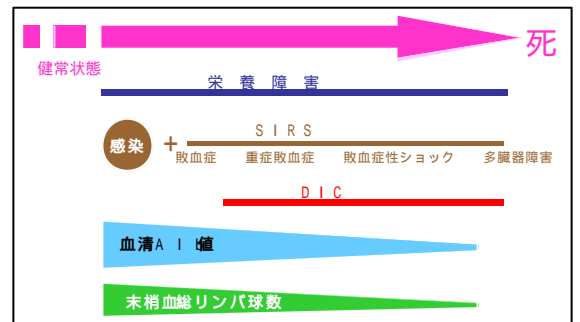 死
健常状態
栄養障害
感染
+
SIRS
敗血症 重症敗血症 敗血症性ショック 多臓器障害
DIC
血清Alb値
末梢血総リンパ球数